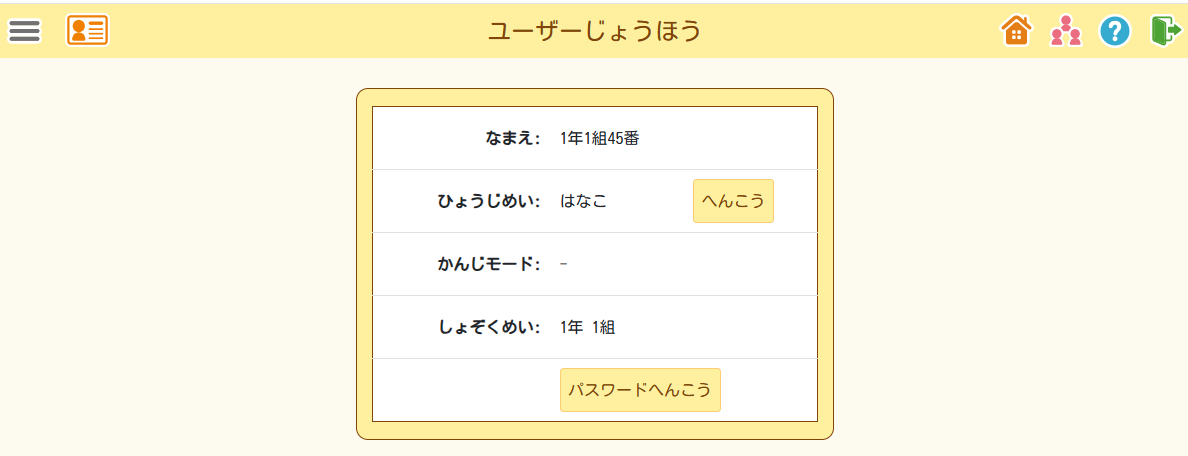 ユーザーじょうほう
なまえ: 1年1組45番
ひょうじめい: はなこ へんこう
かんじモード: -
しょぞくめい: 1年 1組
パスワードへんこう